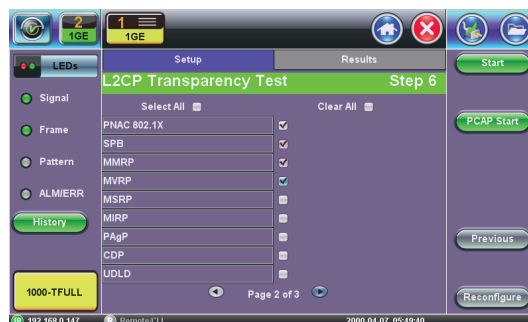 2
1GE
1
1GE
LEDs
Setup
Results
Start
L2CP Transparency Test
Step 6
Signal
Select All
Clear All
PNAC 802.1X
PCAP Start
Frame
SPB
MMRP
Pattern
MVRP
ALM/ERR
MSRP
History
MIRP
PAgP
Previous
CDP
UDLD
1000-TFULL
Page 2 of 3
Reconfigure
IP 192.168.0.147
R Remote/CLI
2000-04-07 05:49:40